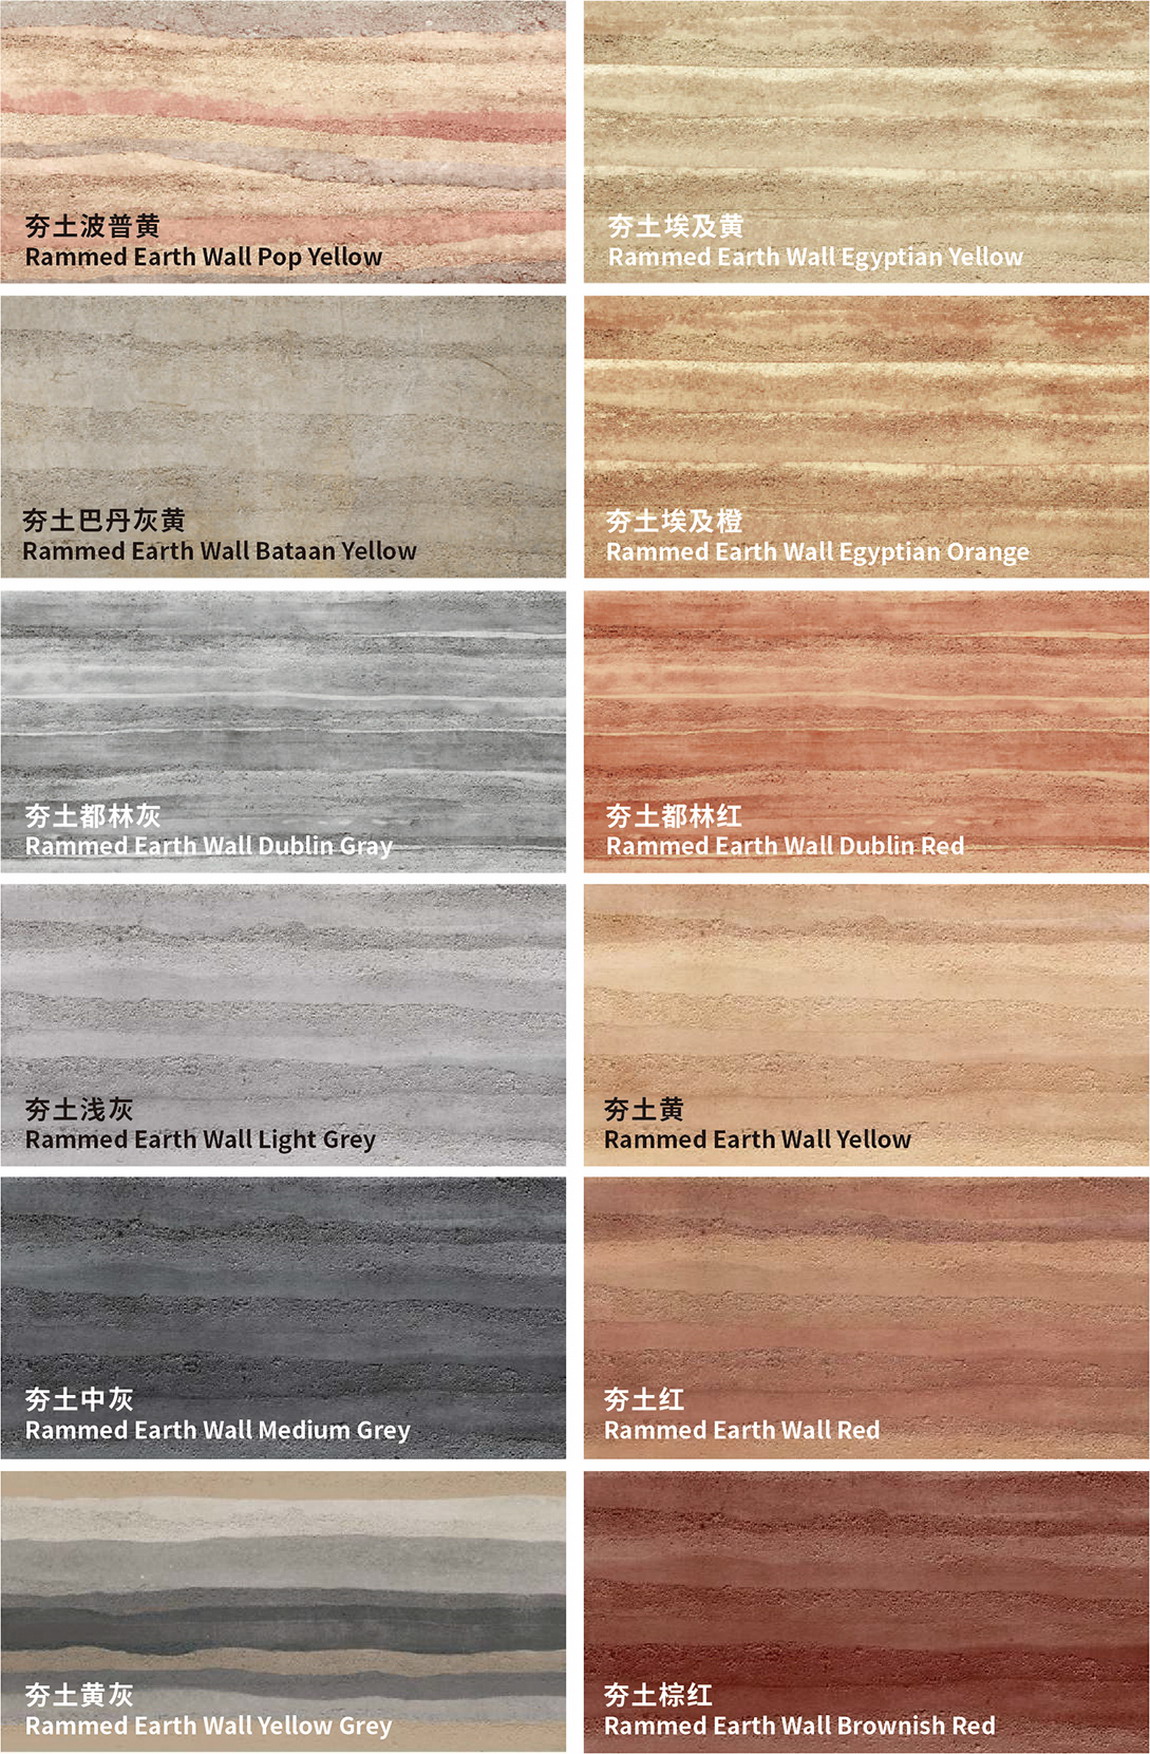 夯土波普黄
Rammed Earth Wall Pop Yellow
夯土埃及黄
Rammed Earth Wall Egyptian Yellow
夯土巴丹灰黄
Rammed Earth Wall Bataan Yellow
夯土埃及橙
Rammed Earth Wall Egyptian Orange
夯土都林灰
Rammed Earth Wall Dublin Gray
夯土都林红
Rammed Earth Wall Dublin Red
夯土浅灰
Rammed Earth Wall Light Grey
夯土黄
Rammed Earth Wall Yellow
夯土中灰
Rammed Earth Wall Medium Grey
夯土红
Rammed Earth Wall Red
夯土黄灰
Rammed Earth Wall Yellow Grey
夯土棕红
Rammed Earth Wall Brownish Red